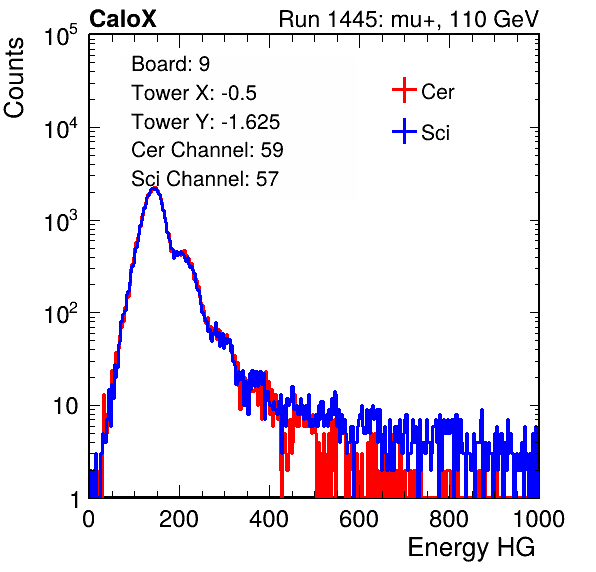 CaloX Run 1445: mu+, 110 GeV
Counts
Board: 9
Tower X: -0.5
Tower Y: -1.625
Cer Channel: 59
Sci Channel: 57
Cer
Sci
10^5
10^4
10^3
10^2
10
1
0 200 400 600 800 1000
Energy HG